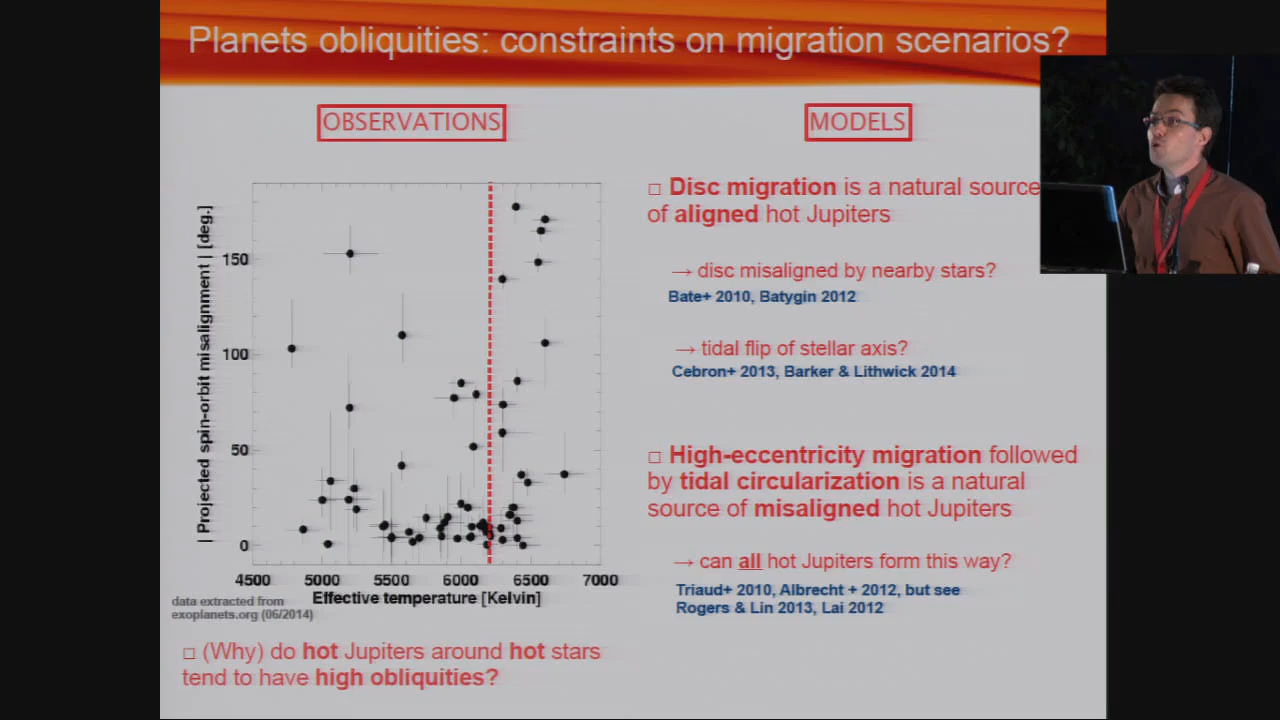 Planets obliquities: constraints on migration scenarios?
OBSERVATIONS
| Projected spin-orbit misalignment | [deg.]
150
100
50
0
4500 5000 5500 6000 6500 7000
Effective temperature [Kelvin]
data extracted from
exoplanets.org (06/2014)
□ (Why) do hot Jupiters around hot stars
tend to have high obliquities?
MODELS
□ Disc migration is a natural source
of aligned hot Jupiters
→ disc misaligned by nearby stars?
Bate+ 2010, Batygin 2012
→ tidal flip of stellar axis?
Cebron+ 2013, Barker & Lithwick 2014
□ High-eccentricity migration followed
by tidal circularization is a natural
source of misaligned hot Jupiters
→ can all hot Jupiters form this way?
Triaud+ 2010, Albrecht + 2012, but see
Rogers & Lin 2013, Lai 2012